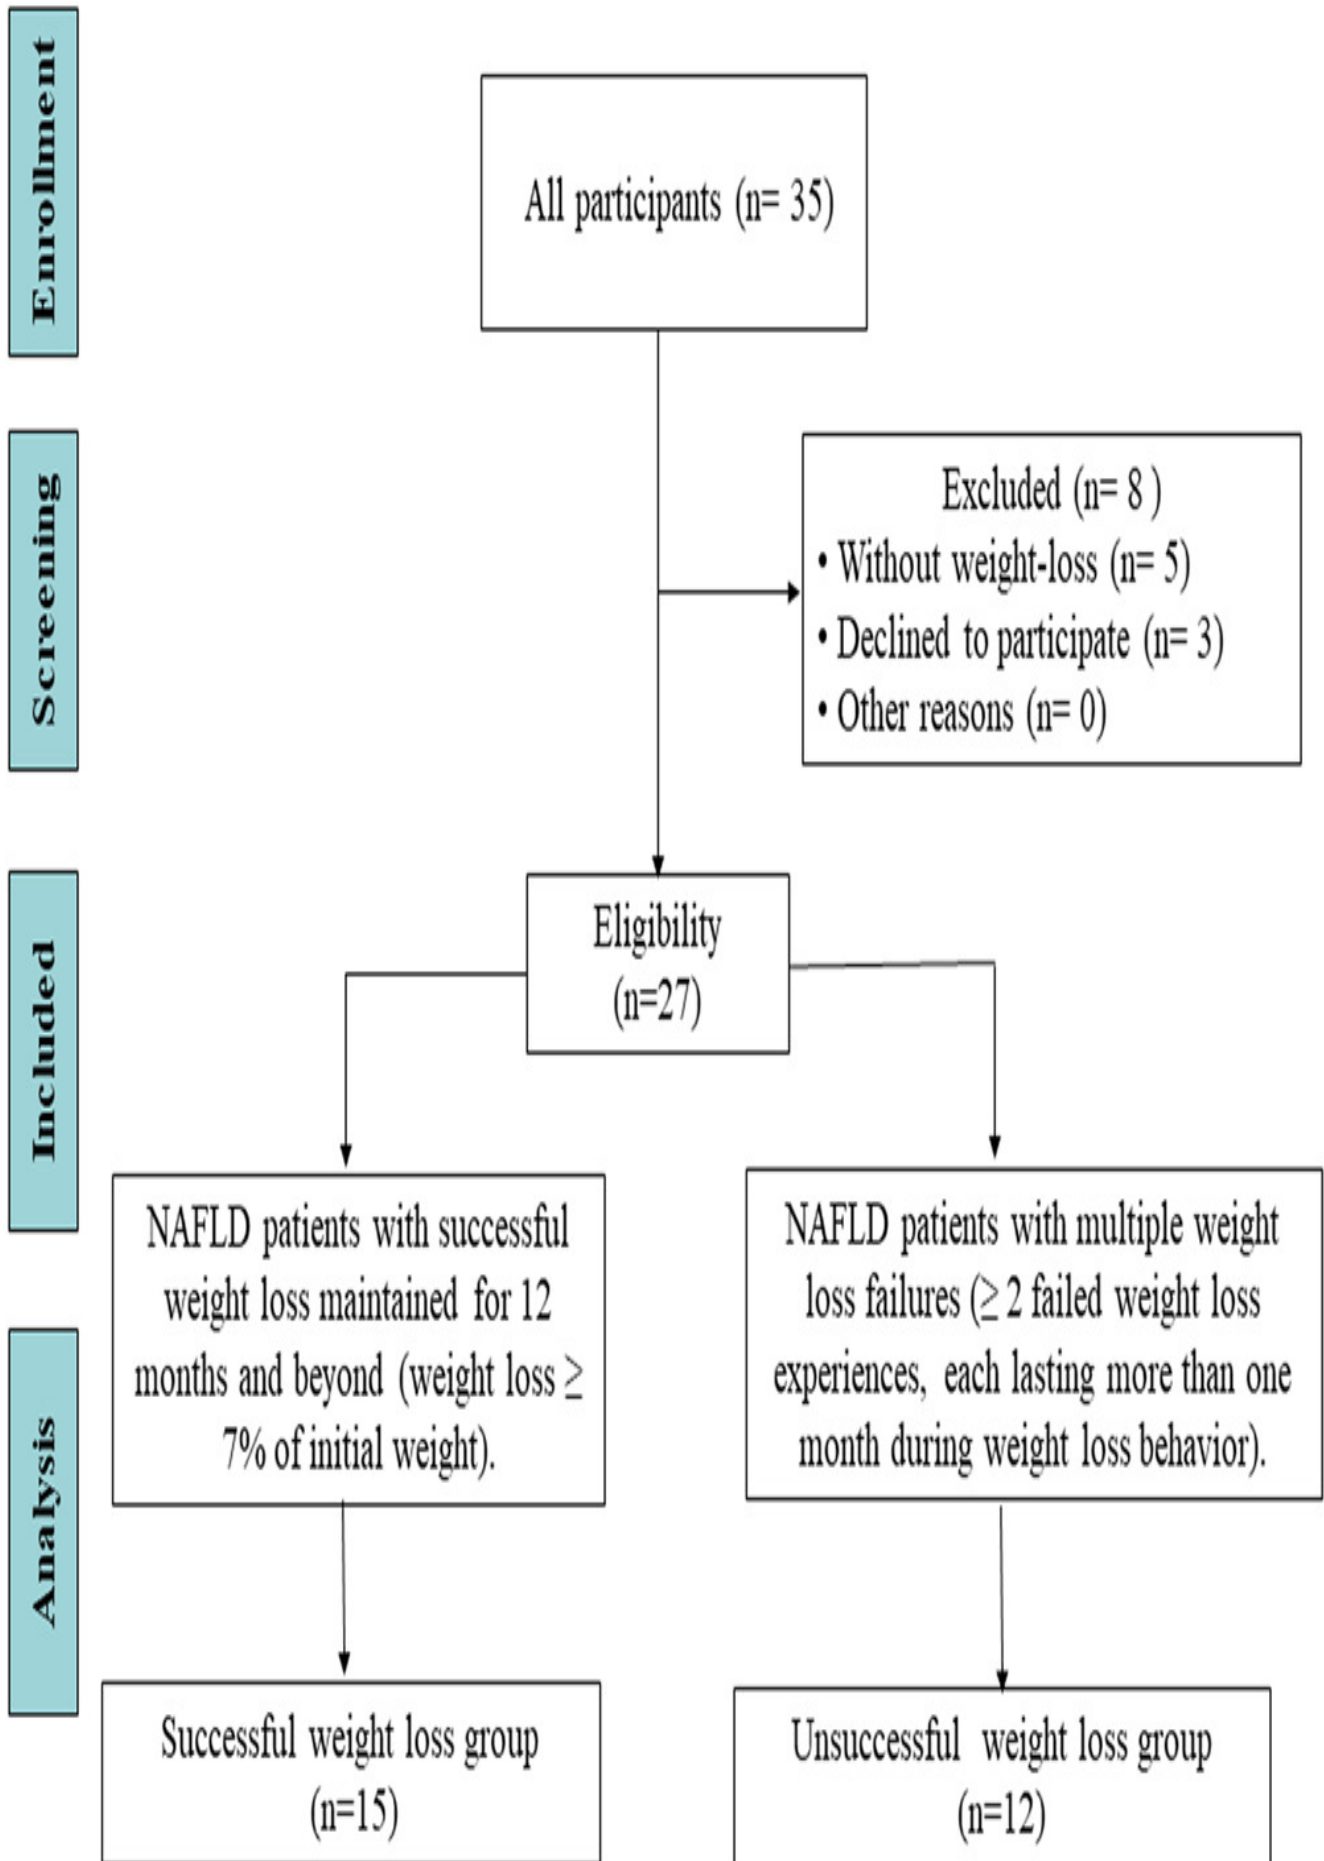 Enrollment
All participants (n= 35)
Screening
Excluded (n= 8 )
• Without weight-loss (n= 5)
• Declined to participate (n= 3)
• Other reasons (n= 0)
Included
Eligibility
(n=27)
NAFLD patients with successful
weight loss maintained for 12
months and beyond (weight loss ≥
7% of initial weight).
NAFLD patients with multiple weight
loss failures (≥ 2 failed weight loss
experiences, each lasting more than one
month during weight loss behavior).
Analysis
Successful weight loss group
(n=15)
Unsuccessful weight loss group
(n=12)